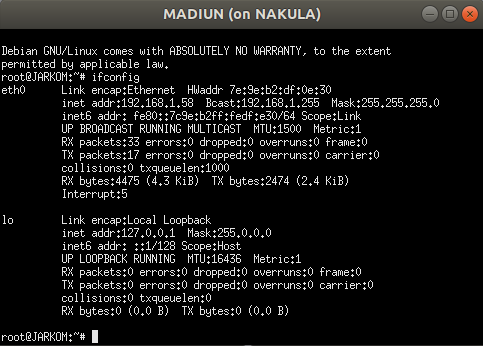 MADIUN (on NAKULA)
Debian GNU/Linux comes with ABSOLUTELY NO WARRANTY, to the extent
permitted by applicable law.
root@JARKOM:~# ifconfig
eth0      Link encap:Ethernet  HWaddr 7e:9e:b2:df:0e:30
          inet addr:192.168.1.58  Bcast:192.168.1.255  Mask:255.255.255.0
          inet6 addr: fe80::7c9e:b2ff:fedf:e30/64 Scope:Link
          UP BROADCAST RUNNING MULTICAST  MTU:1500  Metric:1
          RX packets:33 errors:0 dropped:0 overruns:0 frame:0
          TX packets:17 errors:0 dropped:0 overruns:0 carrier:0
          collisions:0 txqueuelen:1000
          RX bytes:4475 (4.3 KiB)  TX bytes:2474 (2.4 KiB)
          Interrupt:5
lo        Link encap:Local Loopback
          inet addr:127.0.0.1  Mask:255.0.0.0
          inet6 addr: ::1/128 Scope:Host
          UP LOOPBACK RUNNING  MTU:16436  Metric:1
          RX packets:0 errors:0 dropped:0 overruns:0 frame:0
          TX packets:0 errors:0 dropped:0 overruns:0 carrier:0
          collisions:0 txqueuelen:0
          RX bytes:0 (0.0 B)  TX bytes:0 (0.0 B)
root@JARKOM:~#